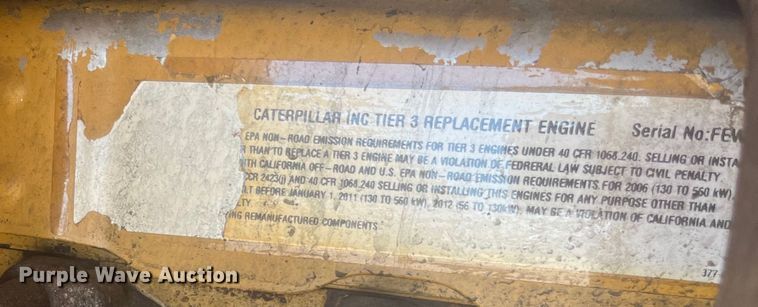 CATERPILLAR INC TIER 3 REPLACEMENT ENGINE Serial No:FEW
EPA NON-ROAD EMISSION REQUIREMENTS FOR TIER 3 ENGINES UNDER 40 CFR 1068.240. SELLING OR INSTA
R THAN TO REPLACE A TIER 3 ENGINE MAY BE A VIOLATION OF FEDRERAL LAW SUBJECT TO CIVIL PENALTY.
ITH CALIFORNIA OFF-ROAD AND U.S. EPA NON-ROAD EMISSION REQUIREMENTS FOR 2006 (130 TO 560 kW),
CCR 2423(j) AND 40 CFR 1068.240 SELLING OR INSTALLING THIS ENGINES FOR ANY PURPOSE OTHER THAN
ILT BEFORE JANUARY 1, 2011 (130 TO 560 kW), 2012 (56 TO 130kW), MAY BE A VIOLATION OF CALIFORNIA AND
LTY.
ING REMANUFACTURED COMPONENTS.
377-
Purple Wave Auction